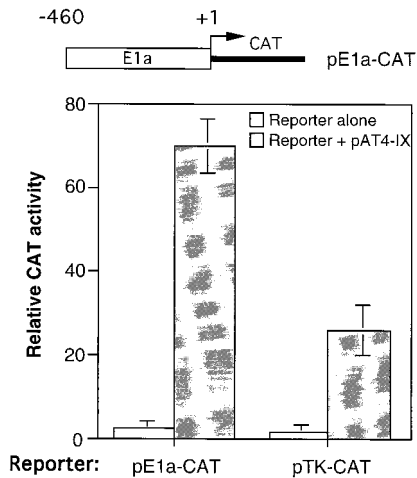 -460 +1
CAT
E1a
pE1a-CAT
80
Reporter alone
Reporter + pAT4-IX
60
40
20
0
Relative CAT activity
Reporter: pE1a-CAT pTK-CAT